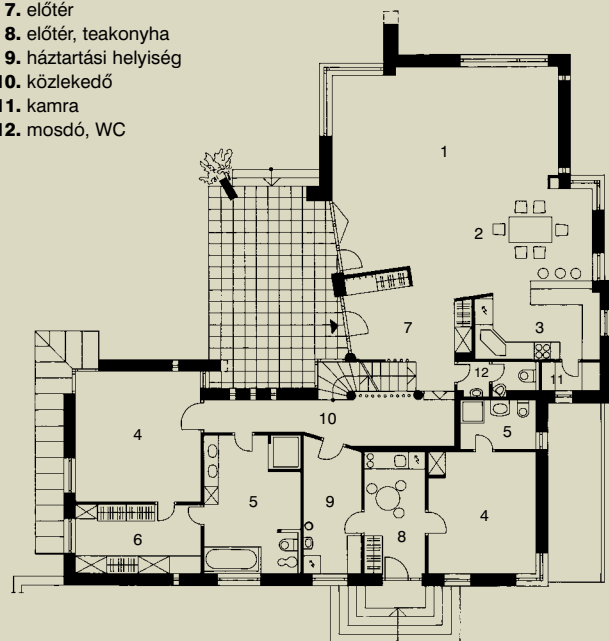 7. előtér
8. előtér, teakonyha
9. háztartási helyiség
10. közlekedő
11. kamra
12. mosdó, WC
1
2
3
7
12
11
10
4
5
5
9
8
4
6